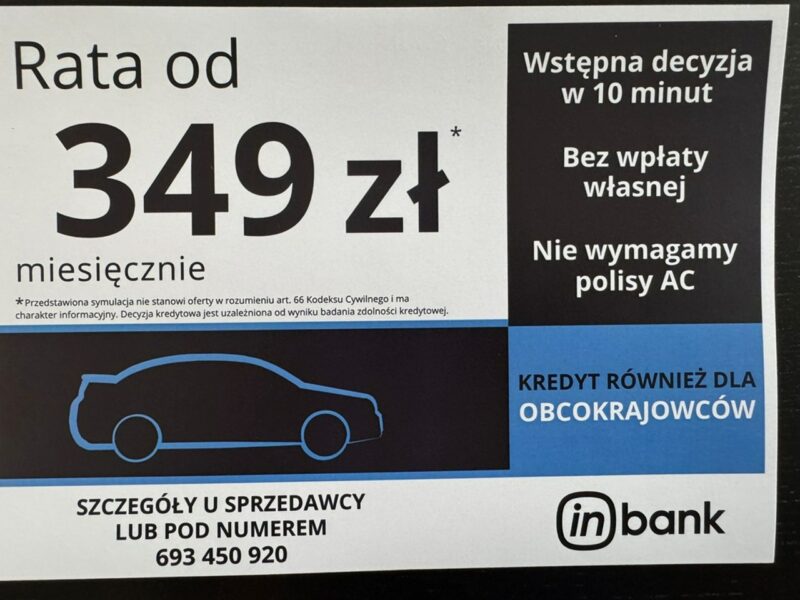 Rata od
349 zł*
miesięcznie
*Przedstawiona symulacja nie stanowi oferty w rozumieniu art. 66 Kodeksu Cywilnego i ma
charakter informacyjny. Decyzja kredytowa jest uzależniona od wyniku badania zdolności kredytowej.
Wstępna decyzja
w 10 minut
Bez wpłaty
własnej
Nie wymagamy
polisy AC
KREDYT RÓWNIEŻ DLA
OBCOKRAJOWCÓW
SZCZEGÓŁY U SPRZEDAWCY
LUB POD NUMEREM
693 450 920
inbank